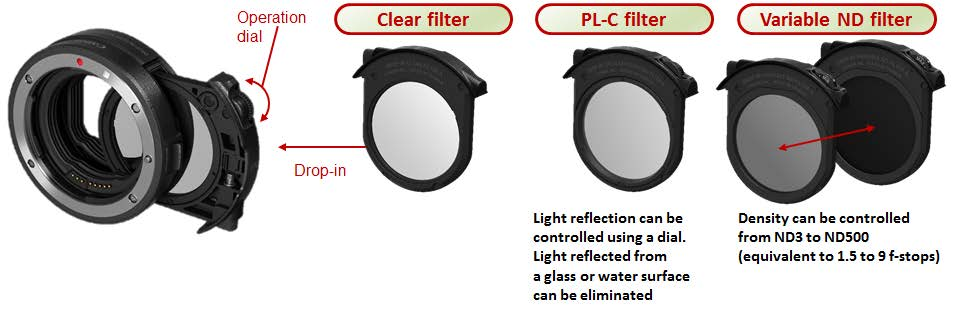 Operation
dial
Clear filter
PL-C filter
Variable ND filter
Drop-in
Light reflection can be
controlled using a dial.
Light reflected from
a glass or water surface
can be eliminated
Density can be controlled
from ND3 to ND500
(equivalent to 1.5 to 9 f-stops)